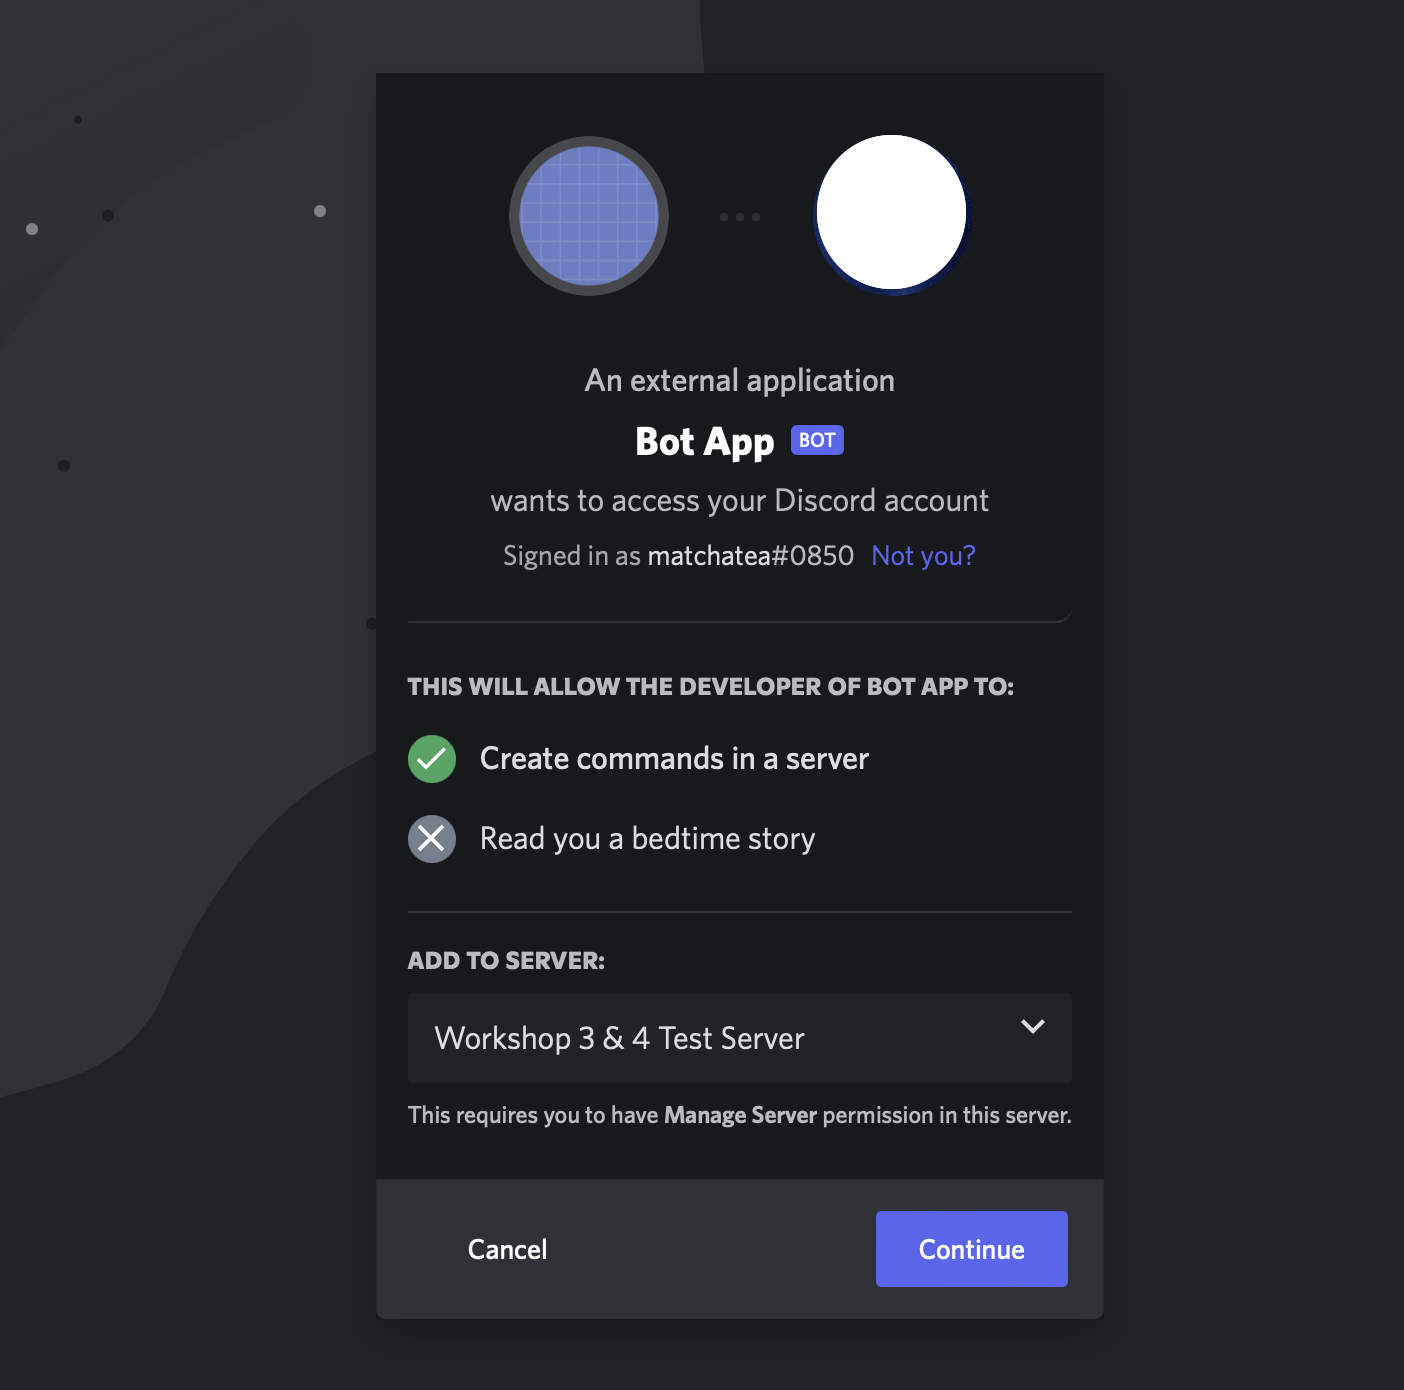 An external application
Bot App BOT
wants to access your Discord account
Signed in as matchatea#0850 Not you?
THIS WILL ALLOW THE DEVELOPER OF BOT APP TO:
Create commands in a server
Read you a bedtime story
ADD TO SERVER:
Workshop 3 & 4 Test Server
This requires you to have Manage Server permission in this server.
Cancel
Continue